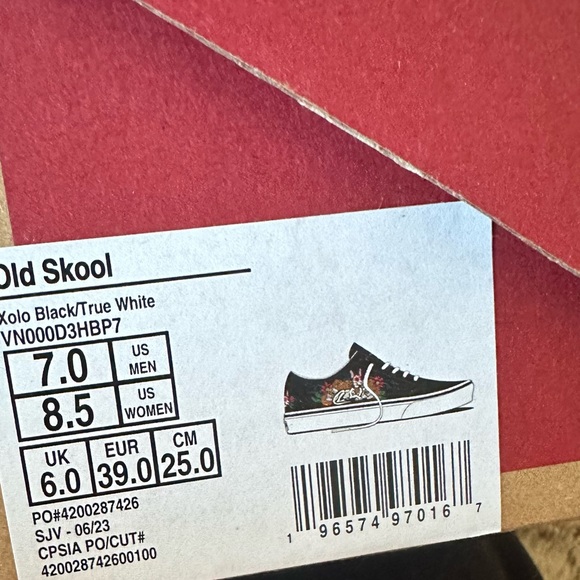 Old Skool
Xolo Black/True White
VN000D3HBP7
7.0 US MEN
8.5 US WOMEN
UK 6.0 EUR 39.0 CM 25.0
PO#4200287426
SJV - 06/23
CPSIA PO/CUT#
420028742600100
1 96574 97016 7